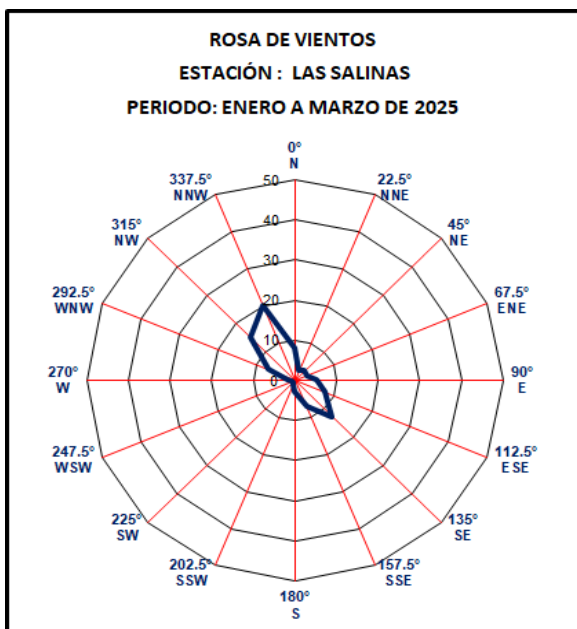 ROSA DE VIENTOS
ESTACIÓN : LAS SALINAS
PERIODO: ENERO A MARZO DE 2025
0°
N
337.5°
NNW
22.5°
NNE
315°
NW
45°
NE
292.5°
WNW
67.5°
ENE
270°
W
90°
E
247.5°
WSW
112.5°
ESE
225°
SW
135°
SE
202.5°
SSW
157.5°
SSE
180°
S
50
40
30
20
10
0